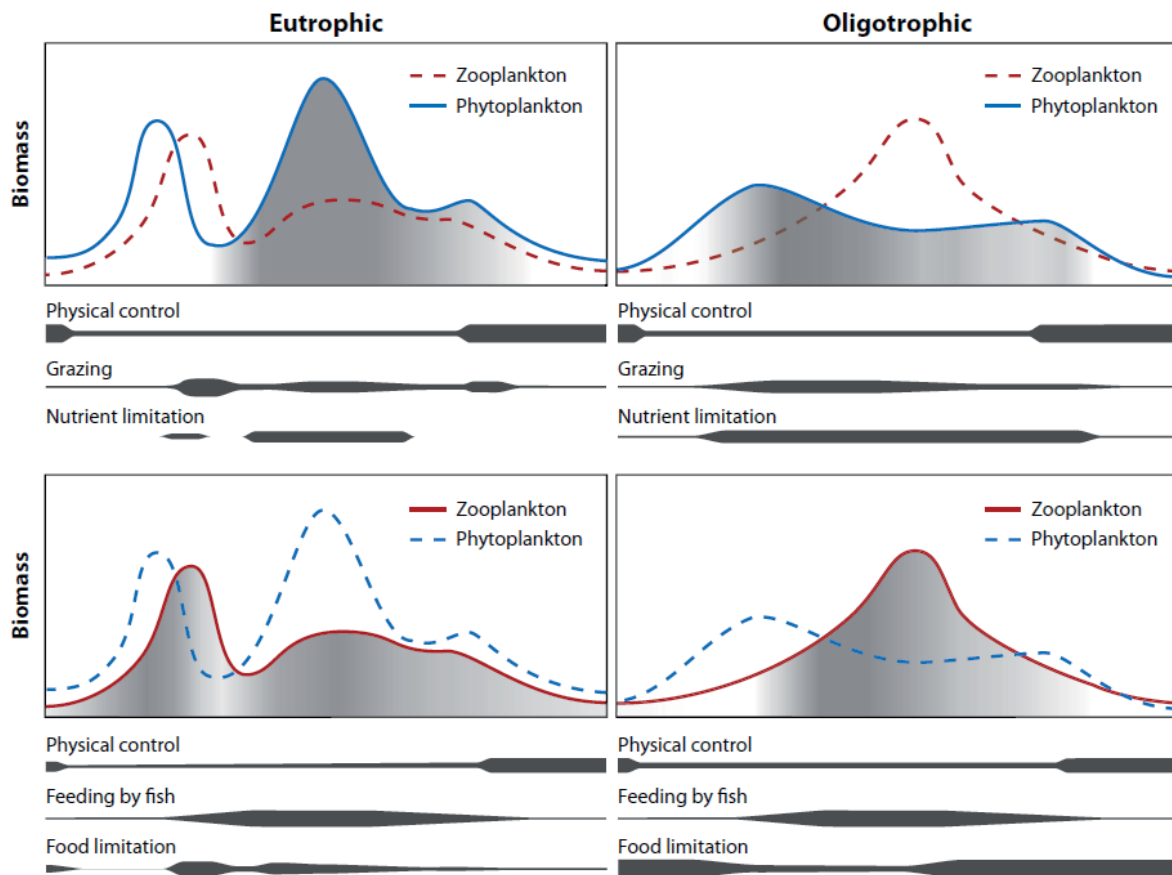 Eutrophic
Oligotrophic
Biomass
Zooplankton
Phytoplankton
Zooplankton
Phytoplankton
Physical control
Physical control
Grazing
Grazing
Nutrient limitation
Nutrient limitation
Biomass
Zooplankton
Phytoplankton
Zooplankton
Phytoplankton
Physical control
Physical control
Feeding by fish
Feeding by fish
Food limitation
Food limitation